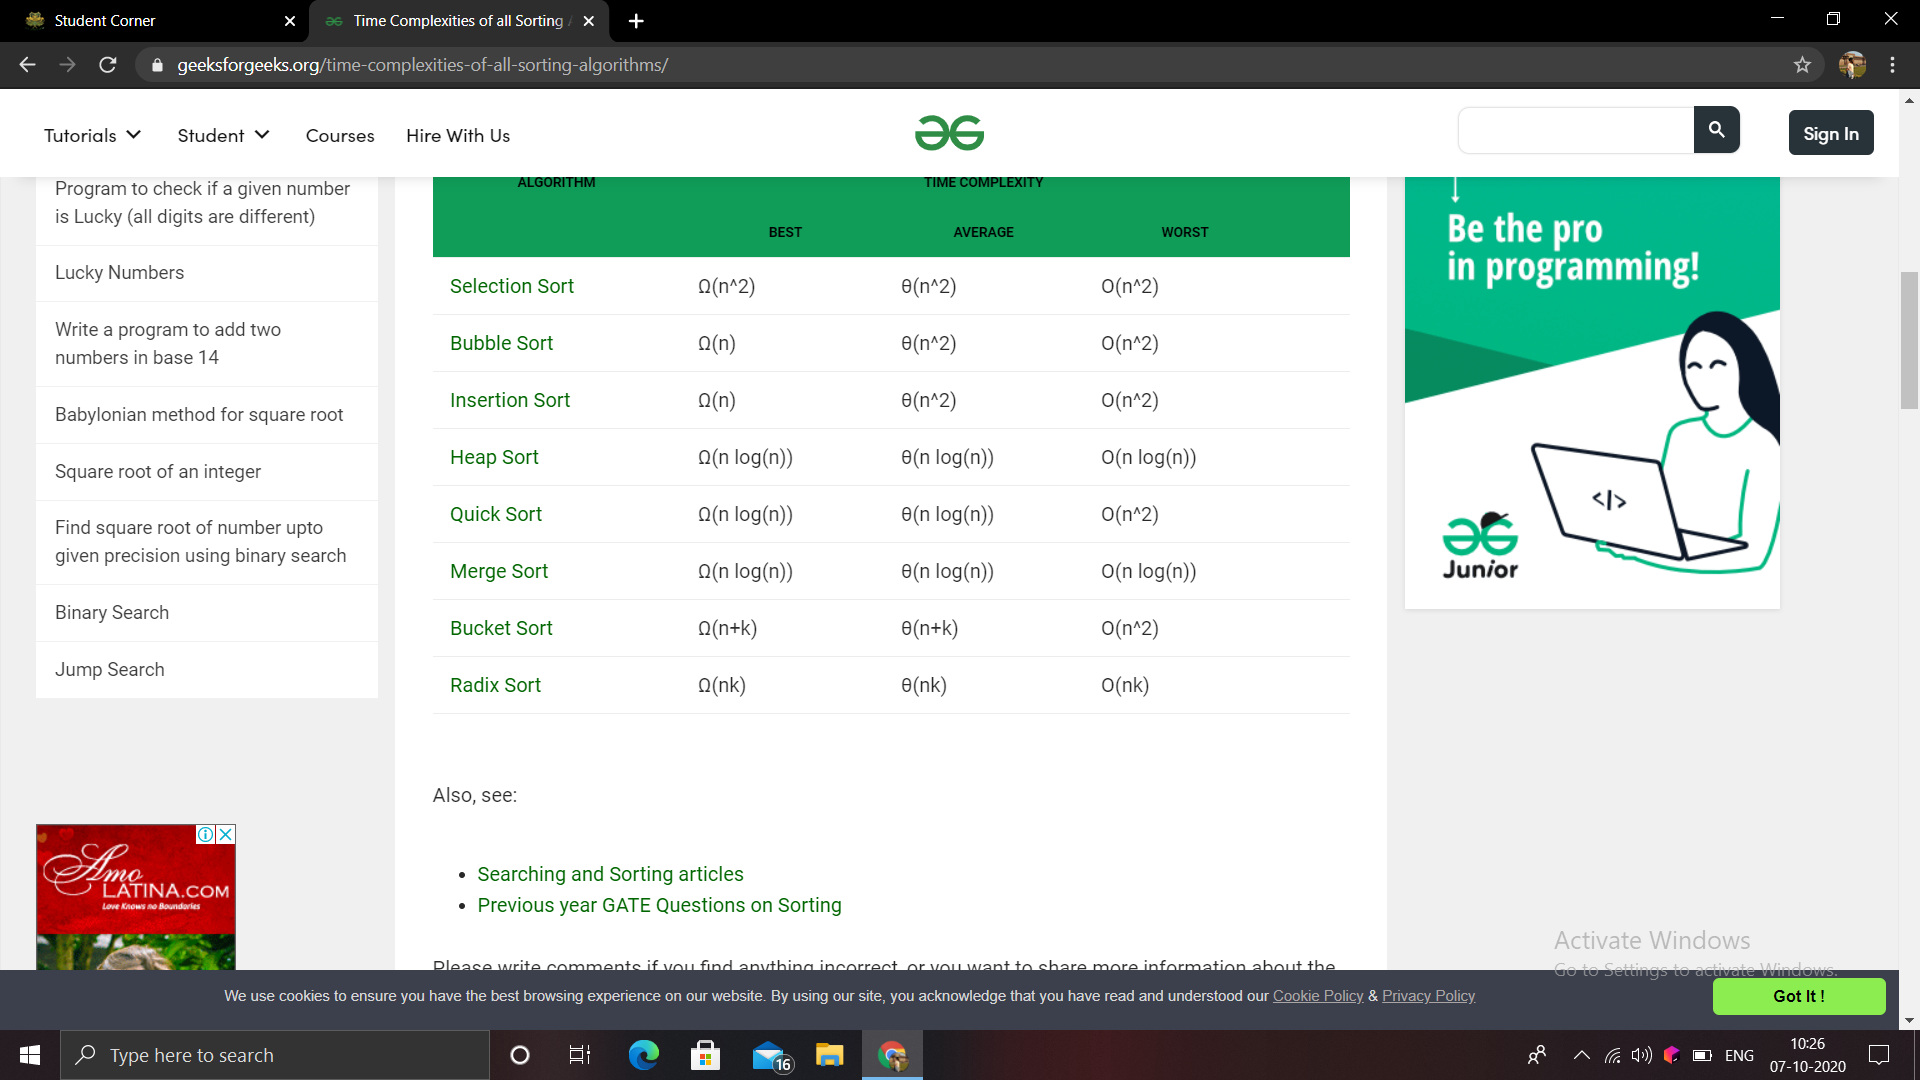 Student Corner
Time Complexities of all Sorting
geeksforgeeks.org/time-complexities-of-all-sorting-algorithms/
Tutorials
Student
Courses
Hire With Us
Sign In
Program to check if a given number
is Lucky (all digits are different)
Lucky Numbers
Write a program to add two
numbers in base 14
Babylonian method for square root
Square root of an integer
Find square root of number upto
given precision using binary search
Binary Search
Jump Search
ALGORITHM TIME COMPLEXITY
BEST AVERAGE WORST
Selection Sort Ω(n^2) θ(n^2) O(n^2)
Bubble Sort Ω(n) θ(n^2) O(n^2)
Insertion Sort Ω(n) θ(n^2) O(n^2)
Heap Sort Ω(n log(n)) θ(n log(n)) O(n log(n))
Quick Sort Ω(n log(n)) θ(n log(n)) O(n^2)
Merge Sort Ω(n log(n)) θ(n log(n)) O(n log(n))
Bucket Sort Ω(n+k) θ(n+k) O(n^2)
Radix Sort Ω(nk) θ(nk) O(nk)
Also, see:
• Searching and Sorting articles
• Previous year GATE Questions on Sorting
Please write comments if you find anything incorrect, or you want to share more information about the
Be the pro
in programming!
</>
Junior
Amo
LATINA.COM
Love Knows no Boundaries
Activate Windows
Go to Settings to activate Windows.
We use cookies to ensure you have the best browsing experience on our website. By using our site, you acknowledge that you have read and understood our Cookie Policy & Privacy Policy
Got It !
Type here to search
16
ENG
10:26
07-10-2020